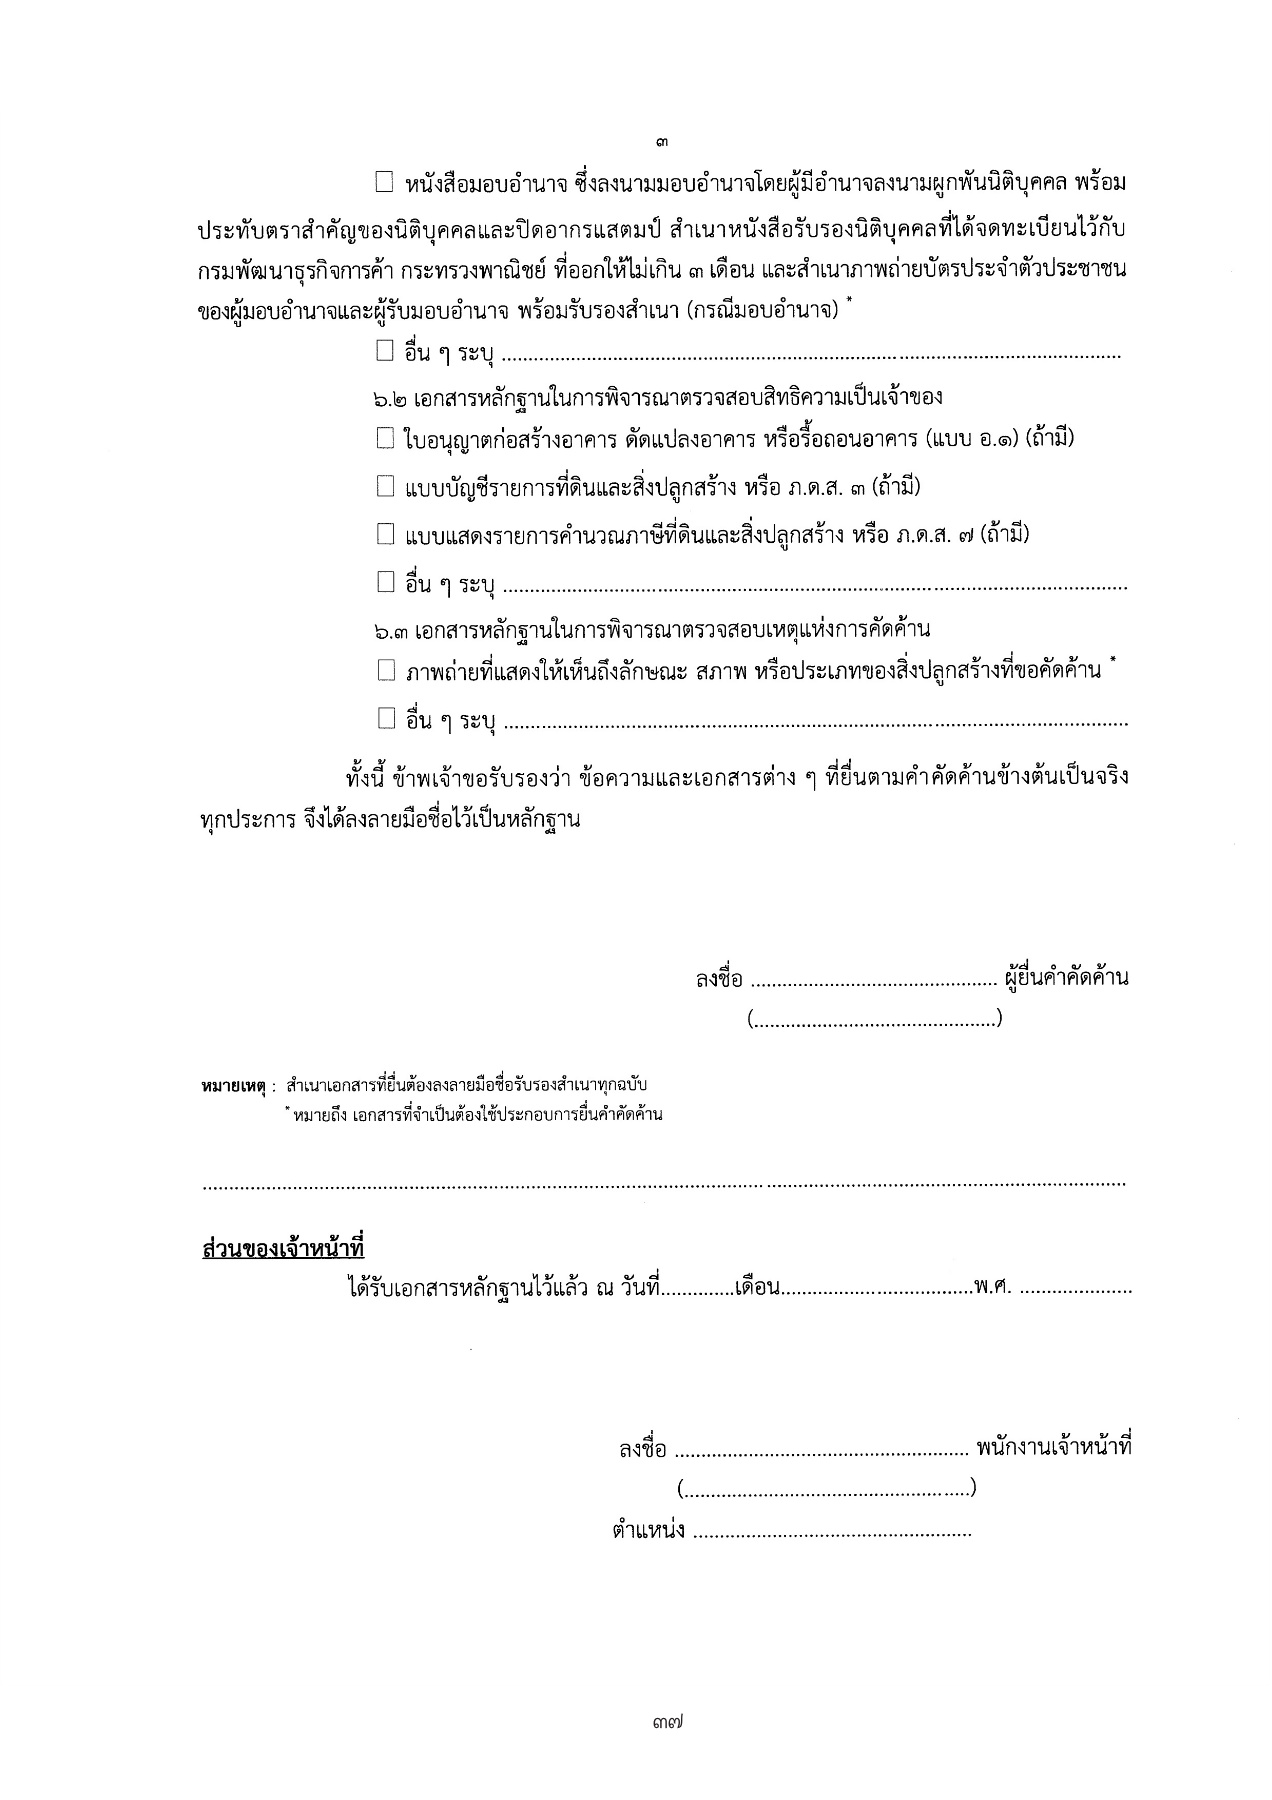 ๓
☐ หนังสือมอบอำนาจ ซึ่งลงนามมอบอำนาจโดยผู้มีอำนาจลงนามผูกพันนิติบุคคล พร้อม
ประทับตราสำคัญของนิติบุคคลและปิดอากรแสตมป์ สำเนาหนังสือรับรองนิติบุคคลที่ได้จดทะเบียนไว้กับ
กรมพัฒนาธุรกิจการค้า กระทรวงพาณิชย์ ที่ออกให้ไม่เกิน ๓ เดือน และสำเนาภาพถ่ายบัตรประจำตัวประชาชน
ของผู้มอบอำนาจและผู้รับมอบอำนาจ พร้อมรับรองสำเนา (กรณีมอบอำนาจ) *
☐ อื่น ๆ ระบุ ........................................................................................................................
๖.๒ เอกสารหลักฐานในการพิจารณาตรวจสอบสิทธิความเป็นเจ้าของ
☐ ใบอนุญาตก่อสร้างอาคาร ดัดแปลงอาคาร หรือรื้อถอนอาคาร (แบบ อ.๑) (ถ้ามี)
☐ แบบบัญชีรายการที่ดินและสิ่งปลูกสร้าง หรือ ภ.ด.ส. ๓ (ถ้ามี)
☐ แบบแสดงรายการคำนวณภาษีที่ดินและสิ่งปลูกสร้าง หรือ ภ.ด.ส. ๗ (ถ้ามี)
☐ อื่น ๆ ระบุ ........................................................................................................................
๖.๓ เอกสารหลักฐานในการพิจารณาตรวจสอบเหตุแห่งการคัดค้าน
☐ ภาพถ่ายที่แสดงให้เห็นถึงลักษณะ สภาพ หรือประเภทของสิ่งปลูกสร้างที่ขอคัดค้าน *
☐ อื่น ๆ ระบุ ........................................................................................................................
ทั้งนี้ ข้าพเจ้าขอรับรองว่า ข้อความและเอกสารต่าง ๆ ที่ยื่นตามคำคัดค้านข้างต้นเป็นจริง
ทุกประการ จึงได้ลงลายมือชื่อไว้เป็นหลักฐาน
ลงชื่อ ............................................... ผู้ยื่นคำคัดค้าน
(..............................................)
หมายเหตุ : สำเนาเอกสารที่ยื่นต้องลงลายมือชื่อรับรองสำเนาทุกฉบับ
* หมายถึง เอกสารที่จำเป็นต้องใช้ประกอบการยื่นคำคัดค้าน
................................................................................................................................................................
ส่วนของเจ้าหน้าที่
ได้รับเอกสารหลักฐานไว้แล้ว ณ วันที่..............เดือน.....................................พ.ศ. .....................
ลงชื่อ ........................................................ พนักงานเจ้าหน้าที่
(.......................................................)
ตำแหน่ง .....................................................
๓๗